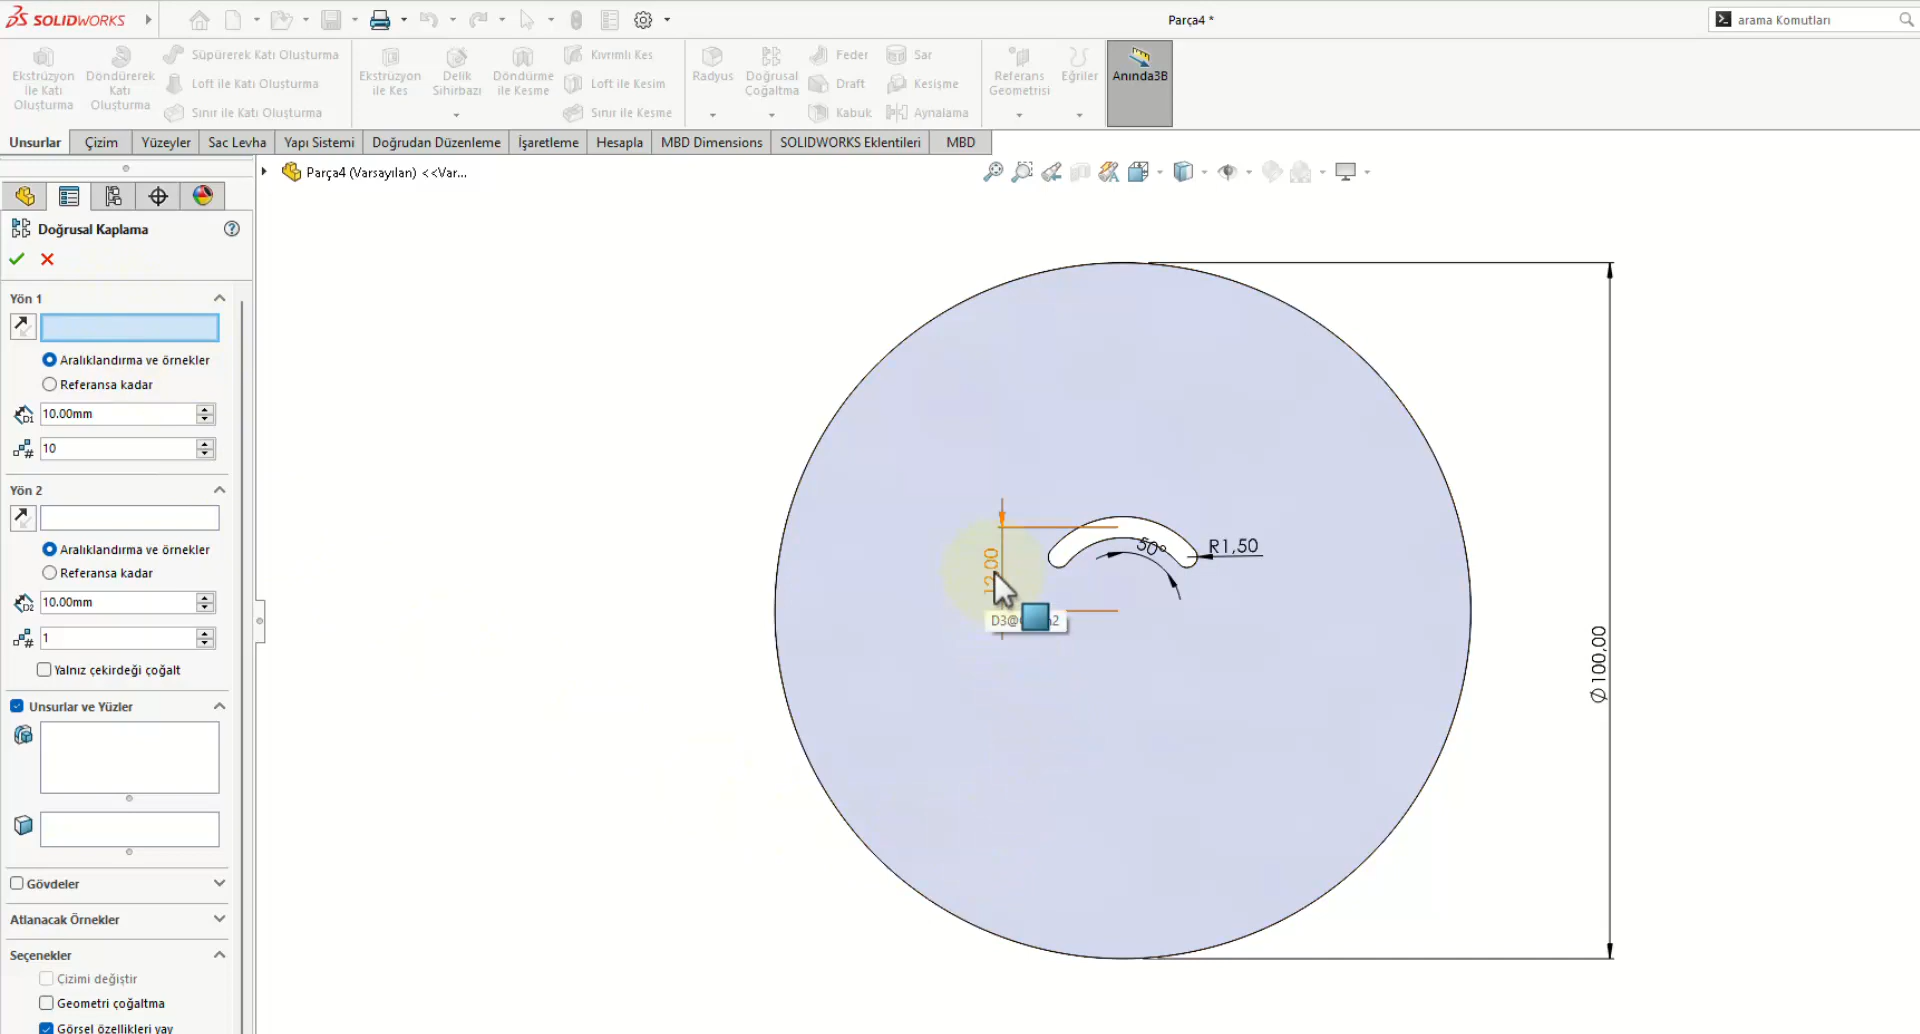 SOLIDWORKS
Parça4 *
arama Komutları
Ekstrüzyon
ile Katı
Oluşturma
Döndürerek
Katı
Oluşturma
Süpürerek Katı Oluşturma
Loft ile Katı Oluşturma
Sınır ile Katı Oluşturma
Ekstrüzyon
ile Kes
Delik
Sihirbazı
Döndürme
ile Kesme
Kıvrımlı Kes
Loft ile Kesim
Sınır ile Kesme
Radyus
Doğrusal
Çoğaltma
Feder
Draft
Kabuk
Sar
Kesişme
Aynalama
Referans
Geometrisi
Eğriler
Anında3B
Unsurlar
Çizim
Yüzeyler
Sac Levha
Yapı Sistemi
Doğrudan Düzenleme
İşaretleme
Hesapla
MBD Dimensions
SOLIDWORKS Eklentileri
MBD
Parça4 (Varsayılan) <<Var...
Doğrusal Kaplama
Yön 1
Aralıklandırma ve örnekler
Referansa kadar
D1
10.00mm
#
10
Yön 2
Aralıklandırma ve örnekler
Referansa kadar
D2
10.00mm
#
1
Yalnız çekirdeği çoğalt
Unsurlar ve Yüzler
Gövdeler
Atlanacak Örnekler
Seçenekler
Çizimi değiştir
Geometri çoğaltma
Görsel özellikleri yay
12,00
50°
R1,50
Ø100,00